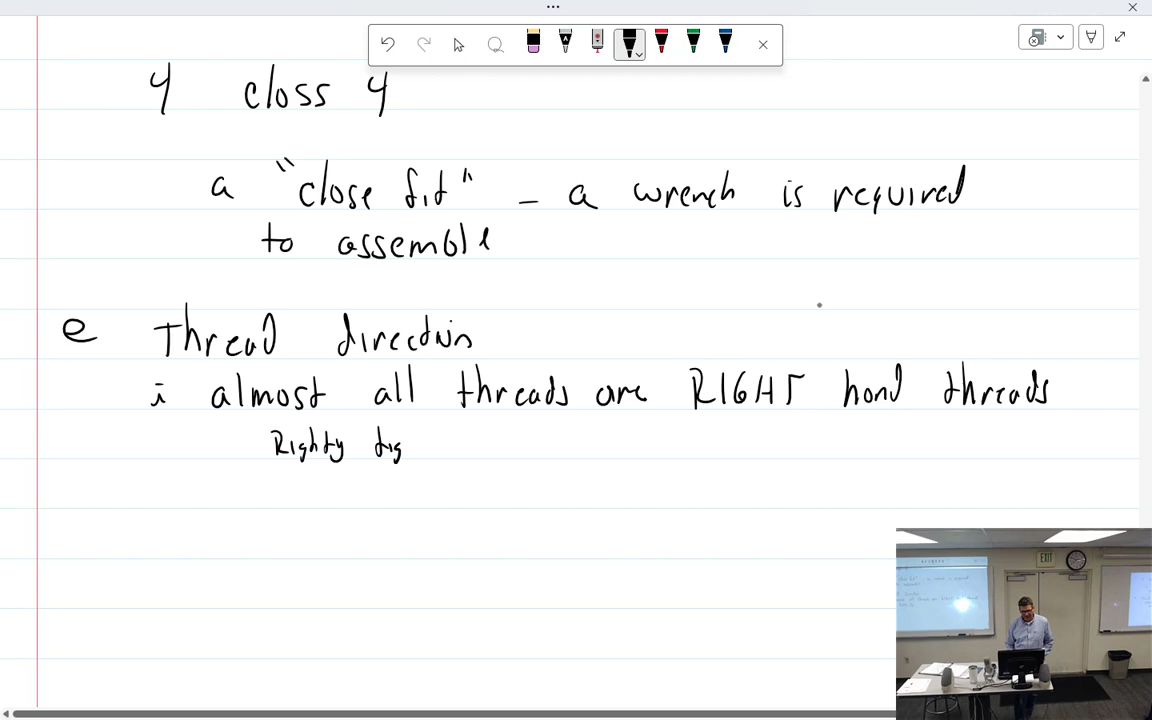 4 class 4
a "close fit" - a wrench is required
to assemble
e Thread direction
i almost all threads are RIGHT hand threads
Righty tig
EXIT